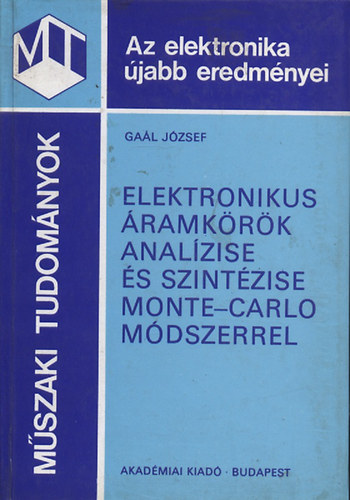 MT
Az elektronika
újabb eredményei
MŰSZAKI TUDOMÁNYOK
GAÁL JÓZSEF
ELEKTRONIKUS
ÁRAMKÖRÖK
ANALÍZISE
ÉS SZINTÉZISE
MONTE–CARLO
MÓDSZERREL
AKADÉMIAI KIADÓ · BUDAPEST